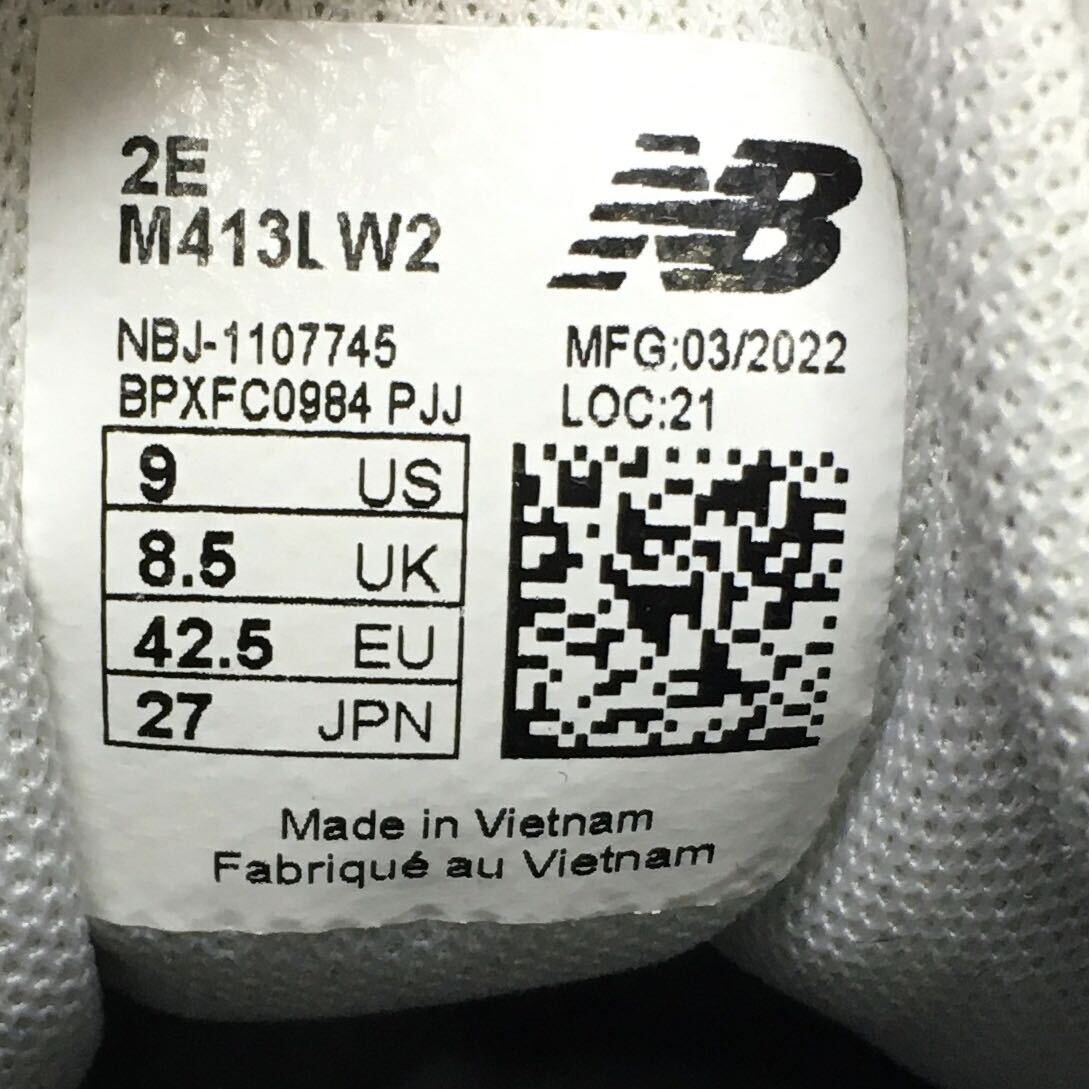 2E
M413LW2
NB
NBJ-1107745
BPXFC0984 PJJ
MFG:03/2022
LOC:21
9 US
8.5 UK
42.5 EU
27 JPN
Made in Vietnam
Fabriqué au Vietnam